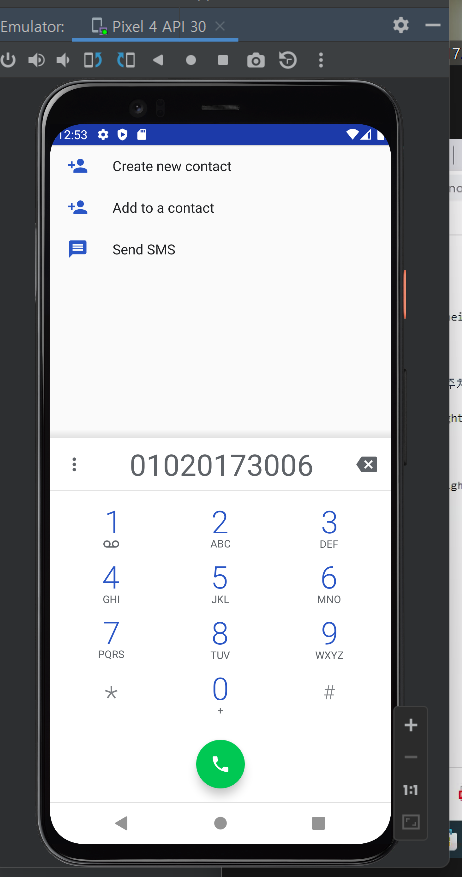 Emulator: Pixel 4 API 30
12:53
Create new contact
Add to a contact
Send SMS
01020173006
1 2 3
ABC DEF
4 5 6
GHI JKL MNO
7 8 9
PQRS TUV WXYZ
* 0 #
+
1:1